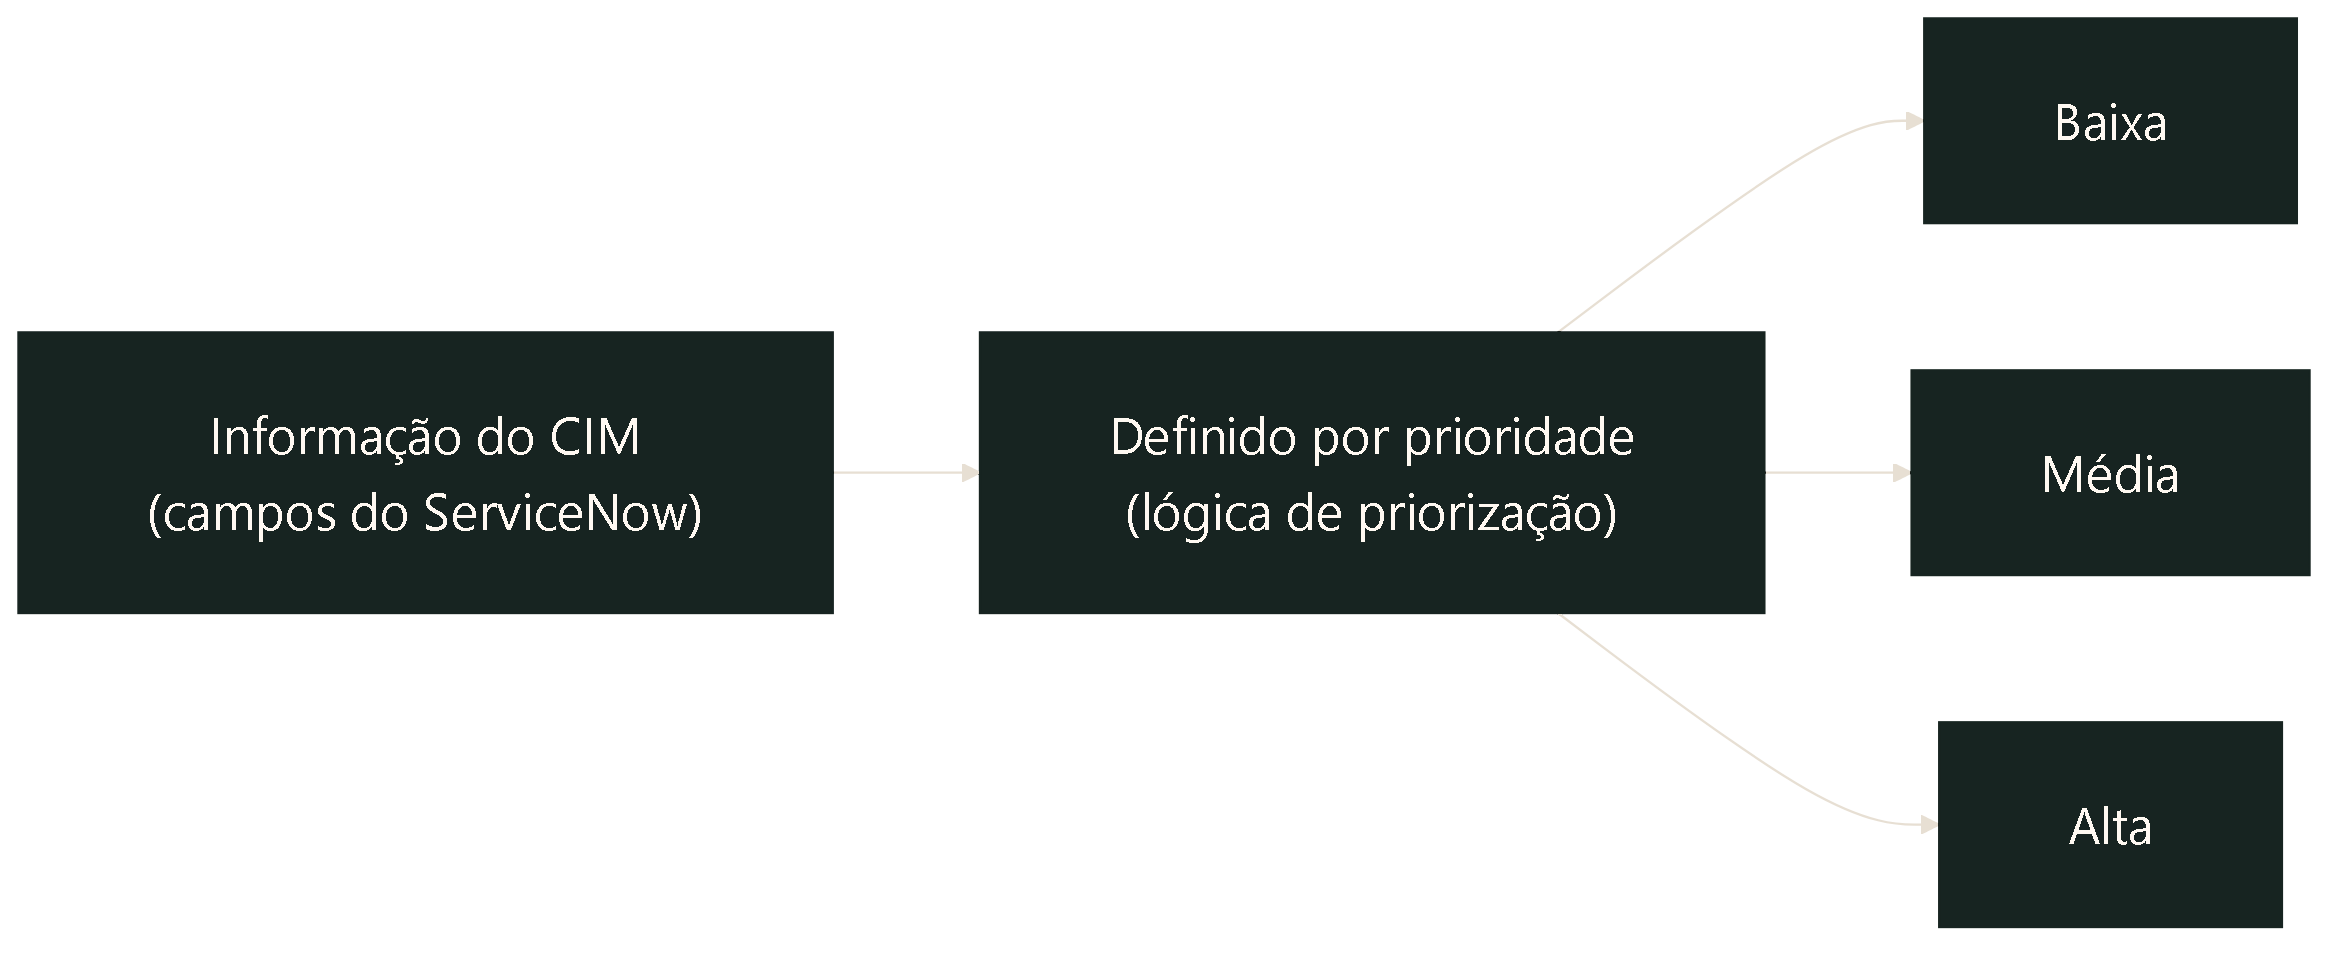 Informação do CIM
(campos do ServiceNow)
Definido por prioridade
(lógica de priorização)
Baixa
Média
Alta